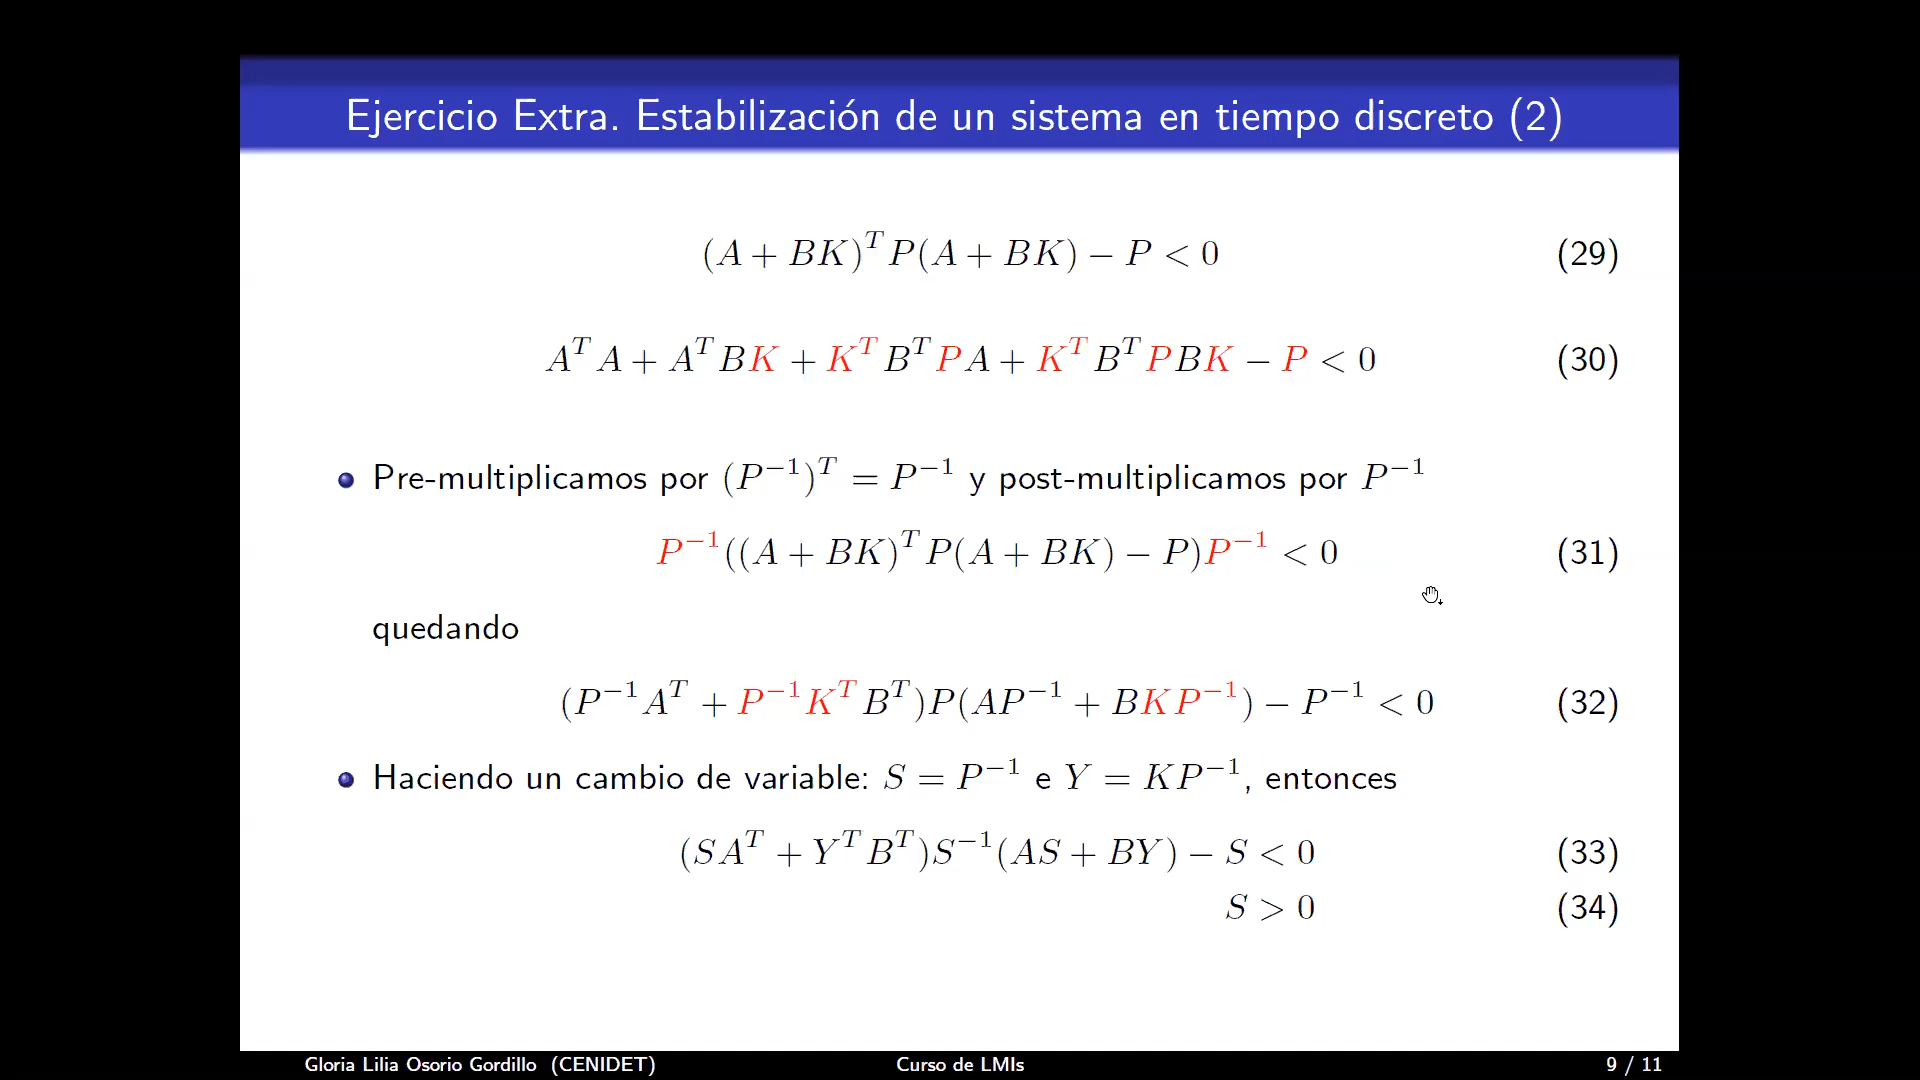 Ejercicio Extra. Estabilización de un sistema en tiempo discreto (2)
(A + BK)^T P(A + BK) − P < 0 (29)
A^T A + A^T BK + K^T B^T PA + K^T B^T PBK − P < 0 (30)
Pre-multiplicamos por (P^{−1})^T = P^{−1} y post-multiplicamos por P^{−1}
P^{−1}((A + BK)^T P(A + BK) − P)P^{−1} < 0 (31)
quedando
(P^{−1}A^T + P^{−1}K^T B^T)P(AP^{−1} + BKP^{−1}) − P^{−1} < 0 (32)
Haciendo un cambio de variable: S = P^{−1} e Y = KP^{−1}, entonces
(SA^T + Y^T B^T)S^{−1}(AS + BY) − S < 0 (33)
S > 0 (34)
Gloria Lilia Osorio Gordillo (CENIDET) Curso de LMIs 9 / 11